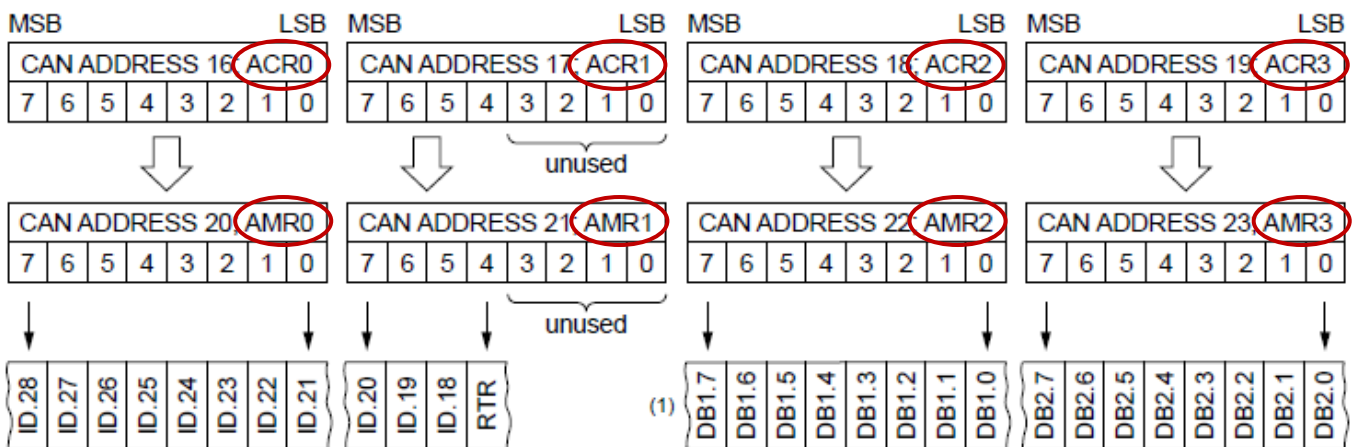 MSB LSB MSB LSB MSB LSB MSB LSB
CAN ADDRESS 16; ACR0 CAN ADDRESS 17; ACR1 CAN ADDRESS 18; ACR2 CAN ADDRESS 19; ACR3
7 6 5 4 3 2 1 0 7 6 5 4 3 2 1 0 7 6 5 4 3 2 1 0 7 6 5 4 3 2 1 0
unused
CAN ADDRESS 20; AMR0 CAN ADDRESS 21; AMR1 CAN ADDRESS 22; AMR2 CAN ADDRESS 23; AMR3
7 6 5 4 3 2 1 0 7 6 5 4 3 2 1 0 7 6 5 4 3 2 1 0 7 6 5 4 3 2 1 0
unused
ID.28 ID.27 ID.26 ID.25 ID.24 ID.23 ID.22 ID.21 ID.20 ID.19 ID.18 RTR (1) DB1.7 DB1.6 DB1.5 DB1.4 DB1.3 DB1.2 DB1.1 DB1.0 DB2.7 DB2.6 DB2.5 DB2.4 DB2.3 DB2.2 DB2.1 DB2.0